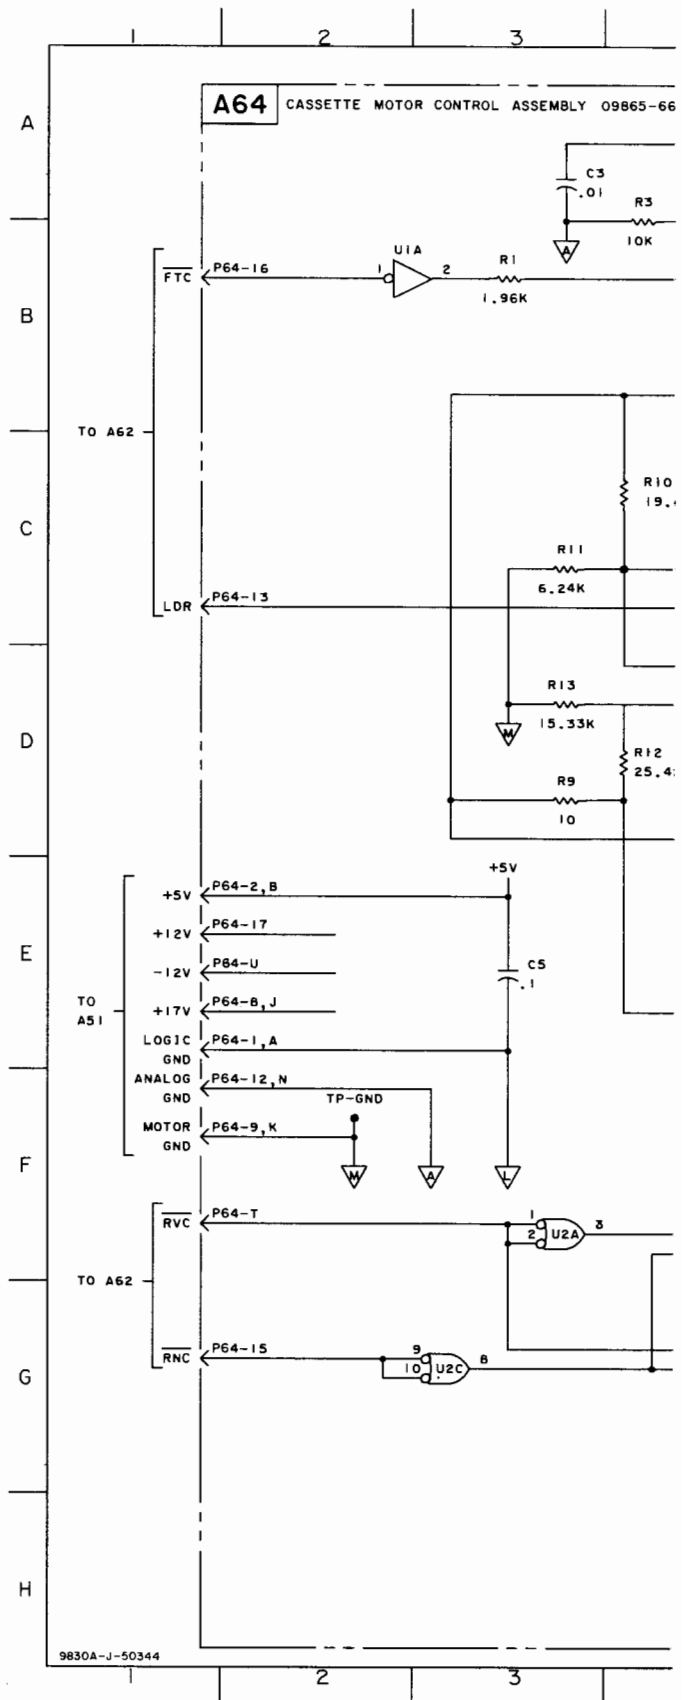 1 2 3
A
A64 CASSETTE MOTOR CONTROL ASSEMBLY 09865-66
C3
.01
R3
10K
A
B
FTC P64-16
1 U1A 2
R1
1.96K
TO A62
C
R10
19.
R11
6.24K
LDR P64-13
D
R13
15.33K
M
R12
25.4
R9
10
E
+5V
+5V P64-2,B
+12V P64-17
-12V P64-U
C5
.1
TO
A51
+17V P64-8,J
LOGIC
GND P64-1,A
ANALOG
GND P64-12,N
TP-GND
MOTOR
GND P64-9,K
F
M A L
RVC P64-T
1
2 U2A 3
TO A62
RNC P64-15
9
10 U2C 8
G
H
9830A-J-50344
1 2 3